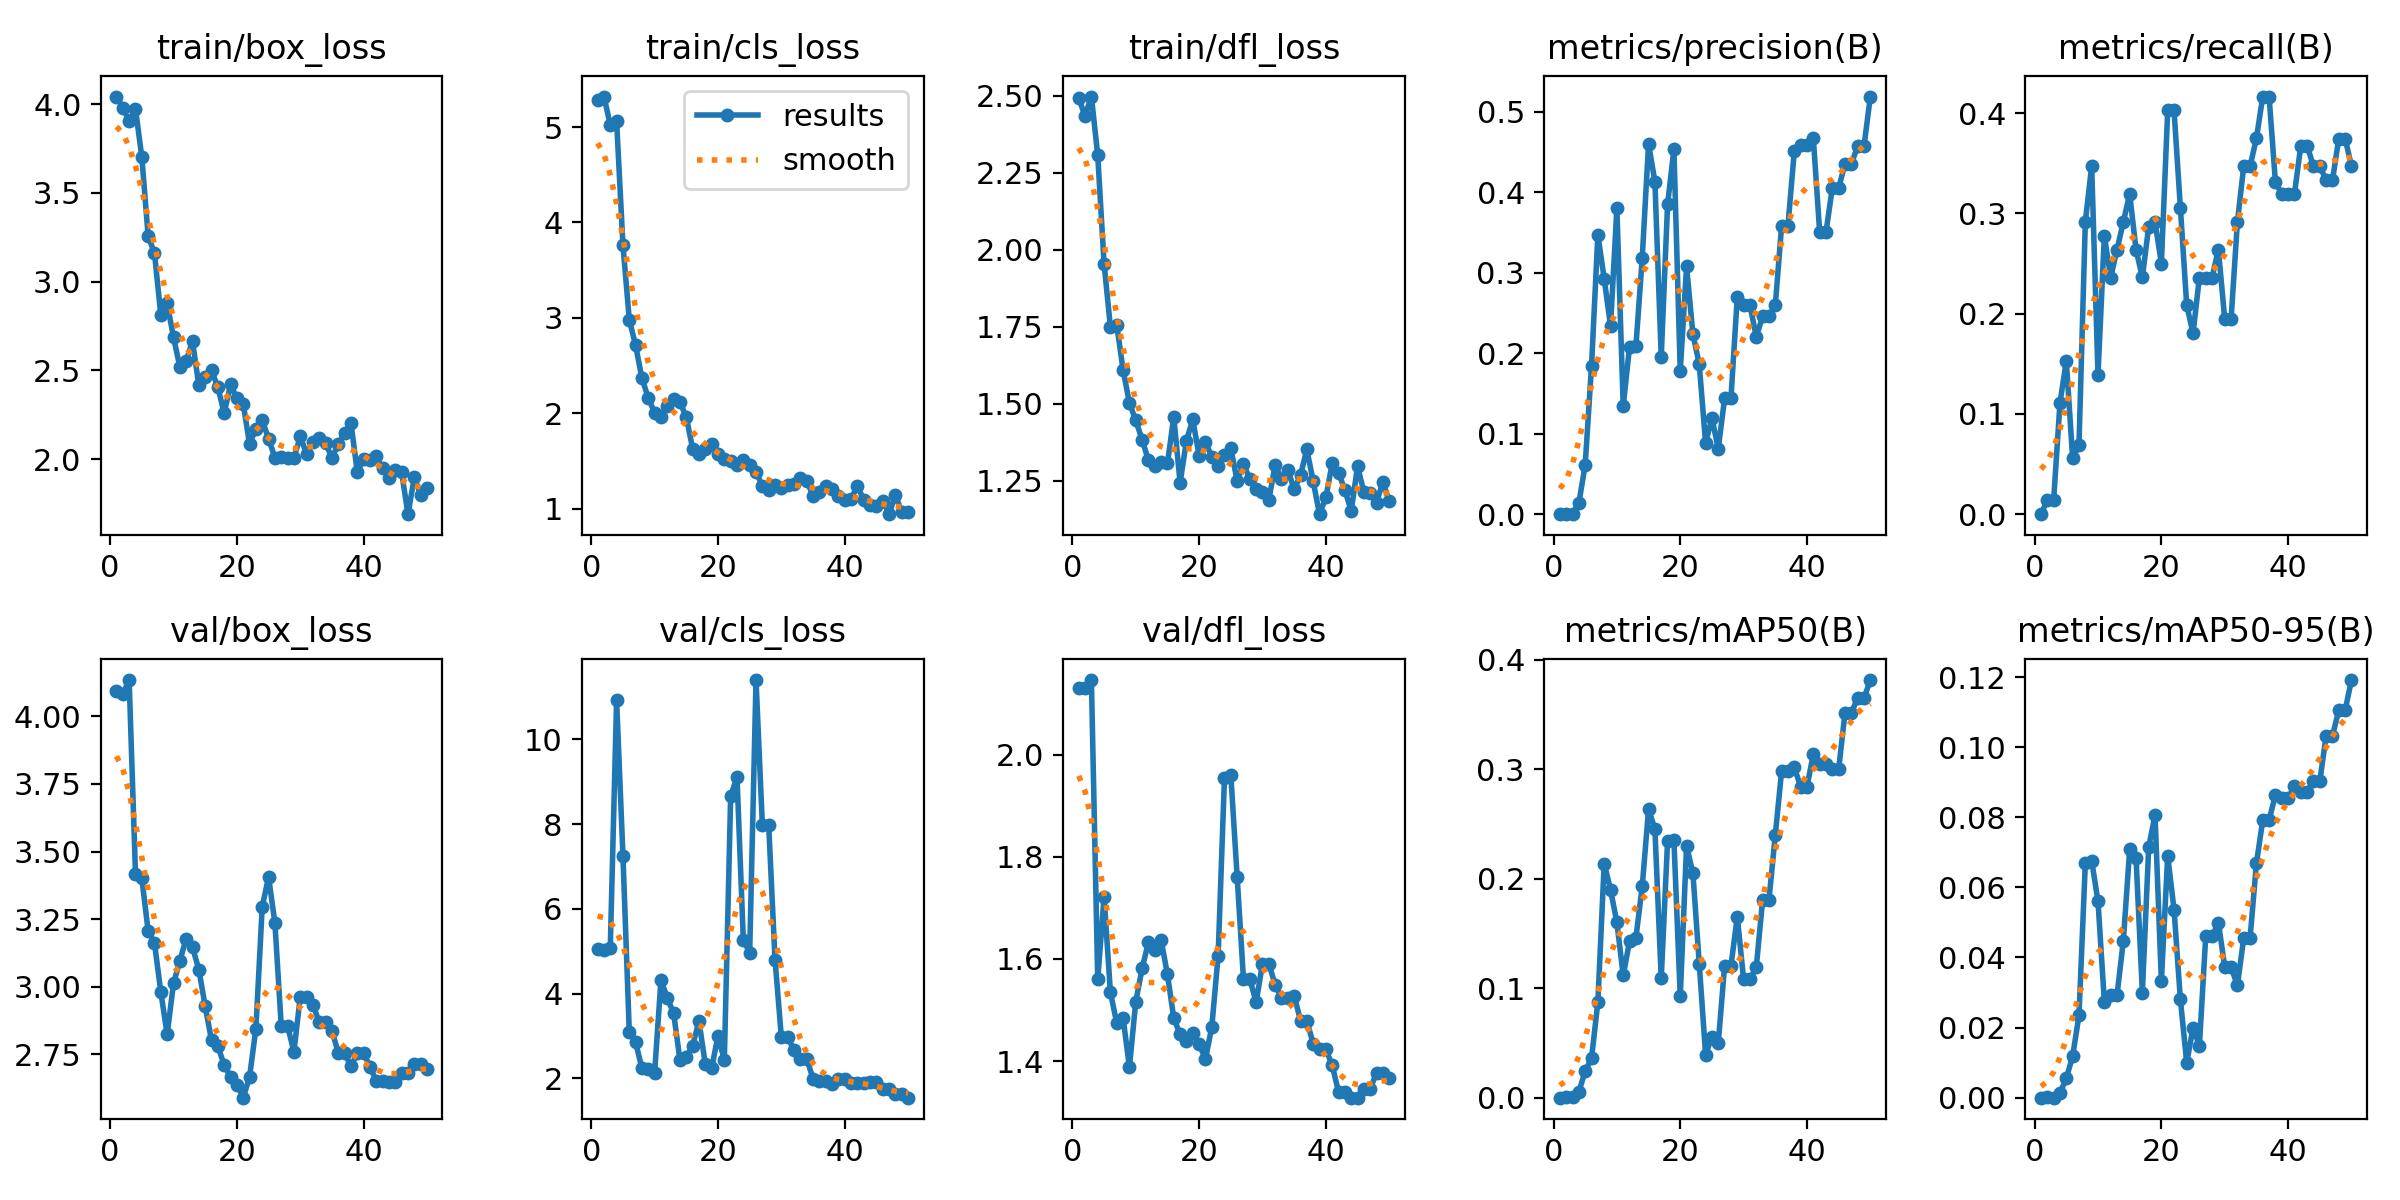 train/box_loss
train/cls_loss
train/dfl_loss
metrics/precision(B)
metrics/recall(B)
4.0
3.5
3.0
2.5
2.0
0 20 40
results
smooth
5
4
3
2
1
0 20 40
2.50
2.25
2.00
1.75
1.50
1.25
0 20 40
0.5
0.4
0.3
0.2
0.1
0.0
0 20 40
0.4
0.3
0.2
0.1
0.0
0 20 40
val/box_loss
val/cls_loss
val/dfl_loss
metrics/mAP50(B)
metrics/mAP50-95(B)
4.00
3.75
3.50
3.25
3.00
2.75
0 20 40
10
8
6
4
2
0 20 40
2.0
1.8
1.6
1.4
0 20 40
0.4
0.3
0.2
0.1
0.0
0 20 40
0.12
0.10
0.08
0.06
0.04
0.02
0.00
0 20 40